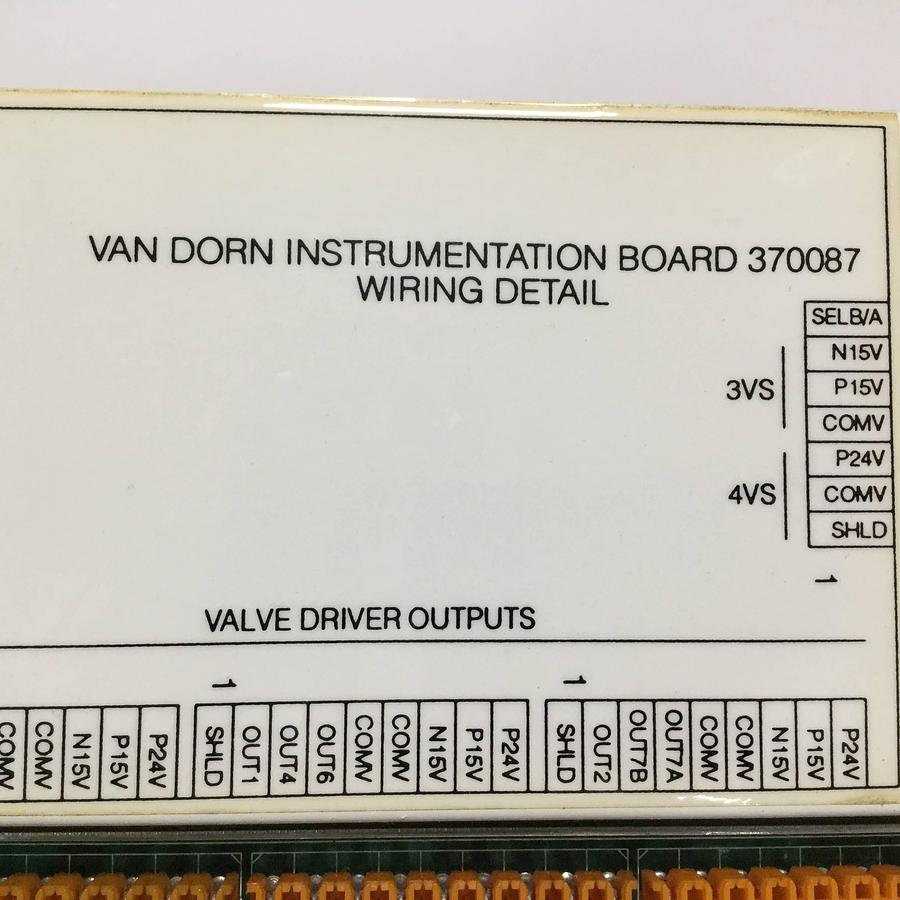 VAN DORN INSTRUMENTATION BOARD 370087
WIRING DETAIL
SELB/A
N15V
3VS
P15V
COMV
P24V
4VS
COMV
SHLD
1
VALVE DRIVER OUTPUTS
1
1
COMV
COMV
N15V
P15V
P24V
SHLD
OUT1
OUT4
OUT6
COMV
COMV
N15V
P15V
P24V
SHLD
OUT2
OUT7B
OUT7A
COMV
COMV
N15V
P15V
P24V